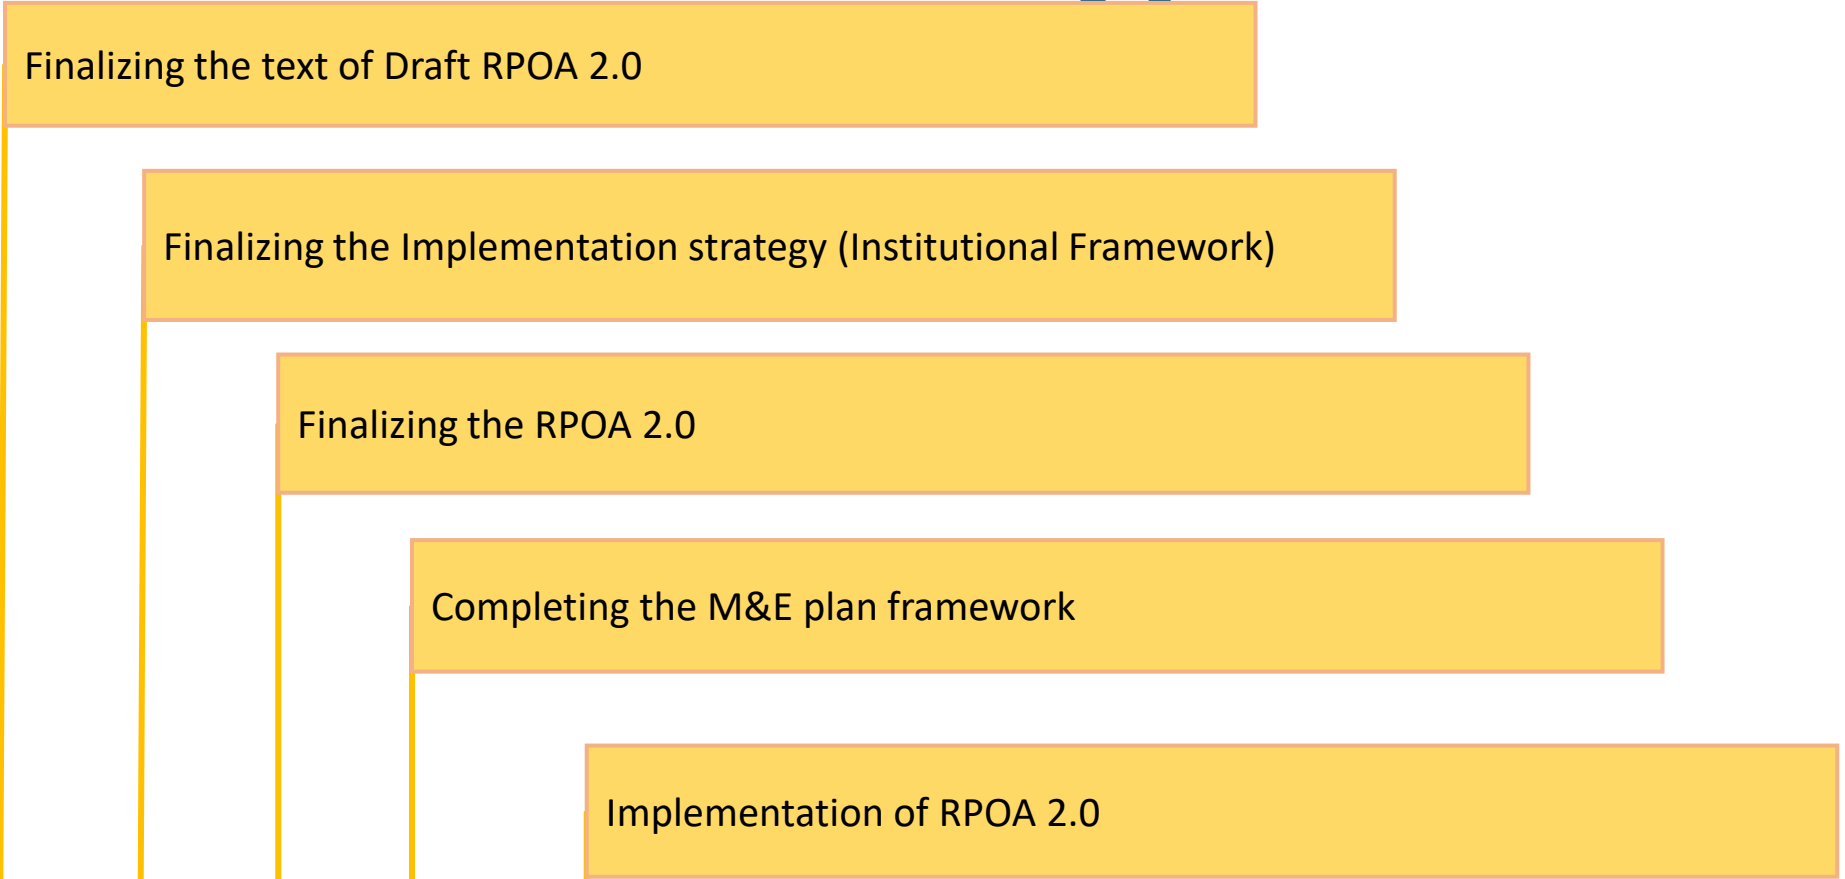 Finalizing the text of Draft RPOA 2.0
Finalizing the Implementation strategy (Institutional Framework)
Finalizing the RPOA 2.0
Completing the M&E plan framework
Implementation of RPOA 2.0